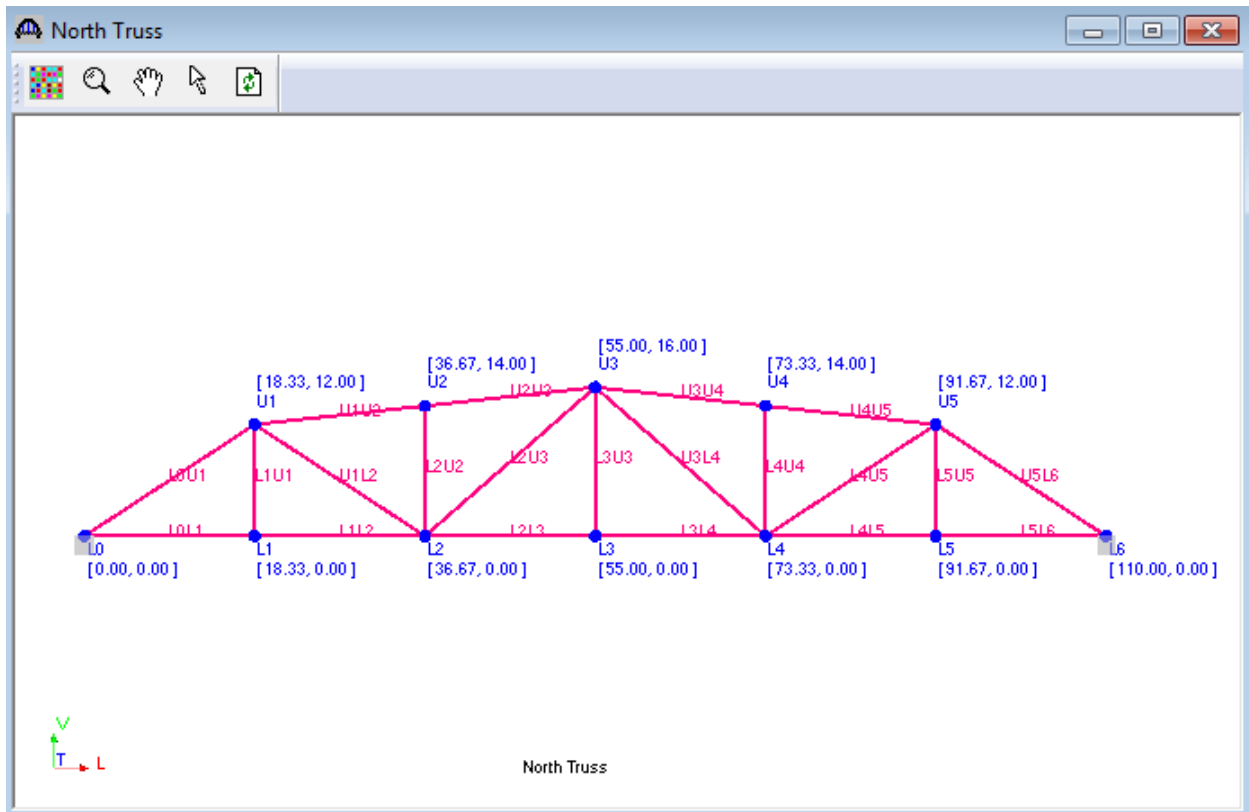 North Truss
[55.00, 16.00]
U3
[36.67, 14.00]
U2
[73.33, 14.00]
U4
[18.33, 12.00]
U1
[91.67, 12.00]
U5
U2U3
U3U4
U1U2
U4U5
L0U1
L1U1
U1L2
L2U2
L2U3
L3U3
U3L4
L4U4
L4U5
L5U5
U5L6
L0L1
L1L2
L2L3
L3L4
L4L5
L5L6
L0
[0.00, 0.00]
L1
[18.33, 0.00]
L2
[36.67, 0.00]
L3
[55.00, 0.00]
L4
[73.33, 0.00]
L5
[91.67, 0.00]
L6
[110.00, 0.00]
V
T
L
North Truss